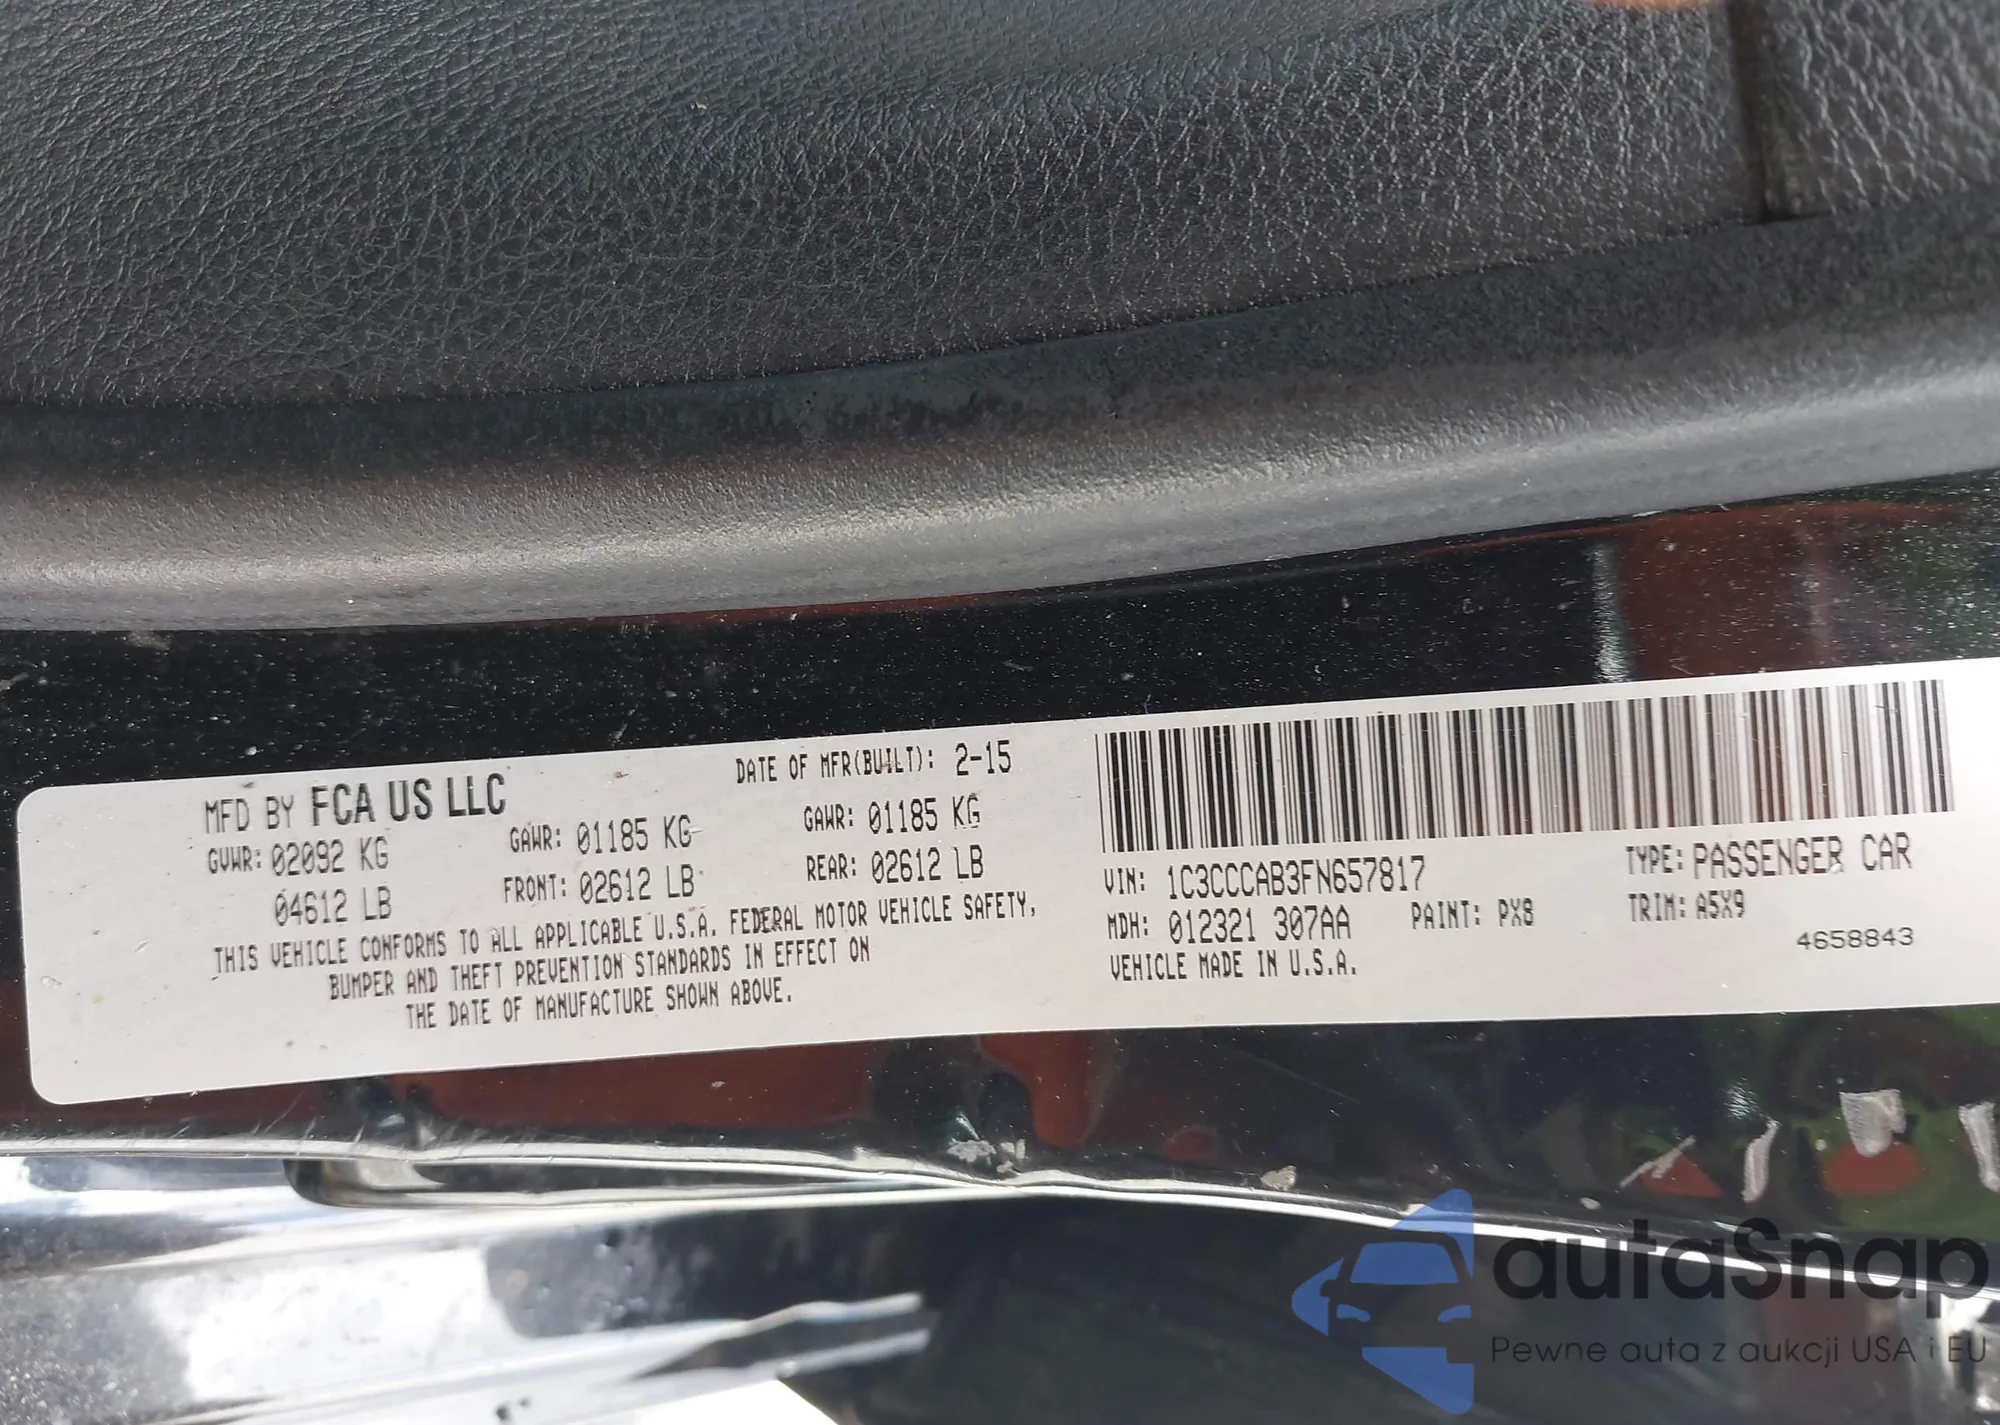 MFD BY FCA US LLC DATE OF MFR(BUILT): 2-15
GVWR: 02092 KG GAWR: 01185 KG GAWR: 01185 KG
04612 LB FRONT: 02612 LB REAR: 02612 LB
THIS VEHICLE CONFORMS TO ALL APPLICABLE U.S.A. FEDERAL MOTOR VEHICLE SAFETY,
BUMPER AND THEFT PREVENTION STANDARDS IN EFFECT ON
THE DATE OF MANUFACTURE SHOWN ABOVE.
VIN: 1C3CCCAB3FN657817 TYPE: PASSENGER CAR
MDH: 012321 307AA PAINT: PX8 TRIM: A5X9
VEHICLE MADE IN U.S.A. 4658843
autaSnap
Pewne auta z aukcji USA i EU